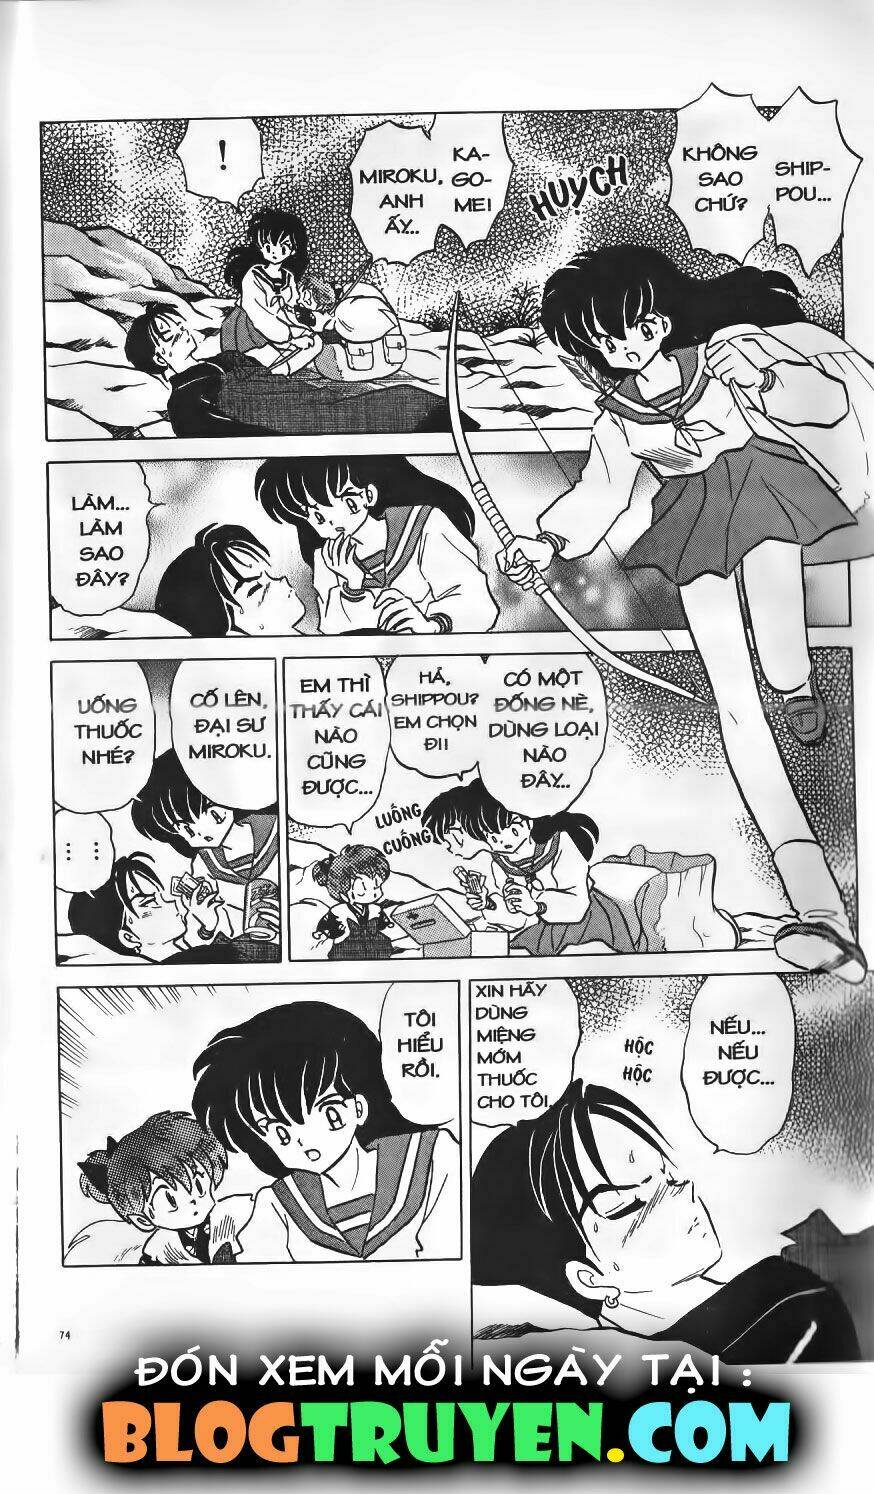 SHIP-
POU...
KHÔNG
SAO
CHỨ?
HUỴCH
KA-
GO-
ME!
MIROKU,
ANH
ẤY...
!
LÀM...
LÀM
SAO
ĐÂY?
CÓ MỘT
ĐỐNG NÈ,
DÙNG LOẠI
NÀO
ĐÂY...
HẢ,
SHIPPOU?
EM CHỌN
ĐI!
LUỐNG
CUỐNG
EM THÌ
THẤY CÁI
NÀO
CŨNG
ĐƯỢC...
CỐ LÊN,
ĐẠI SƯ
MIROKU.
UỐNG
THUỐC
NHÉ?
...
...
NẾU...
NẾU
ĐƯỢC...
HỘC
HỘC
XIN HÃY
DÙNG
MIỆNG
MỚM
THUỐC
CHO TÔI.
TÔI
HIỂU
RỒI.
74
ĐÓN XEM MỖI NGÀY TẠI :
BLOGTRUYEN.COM